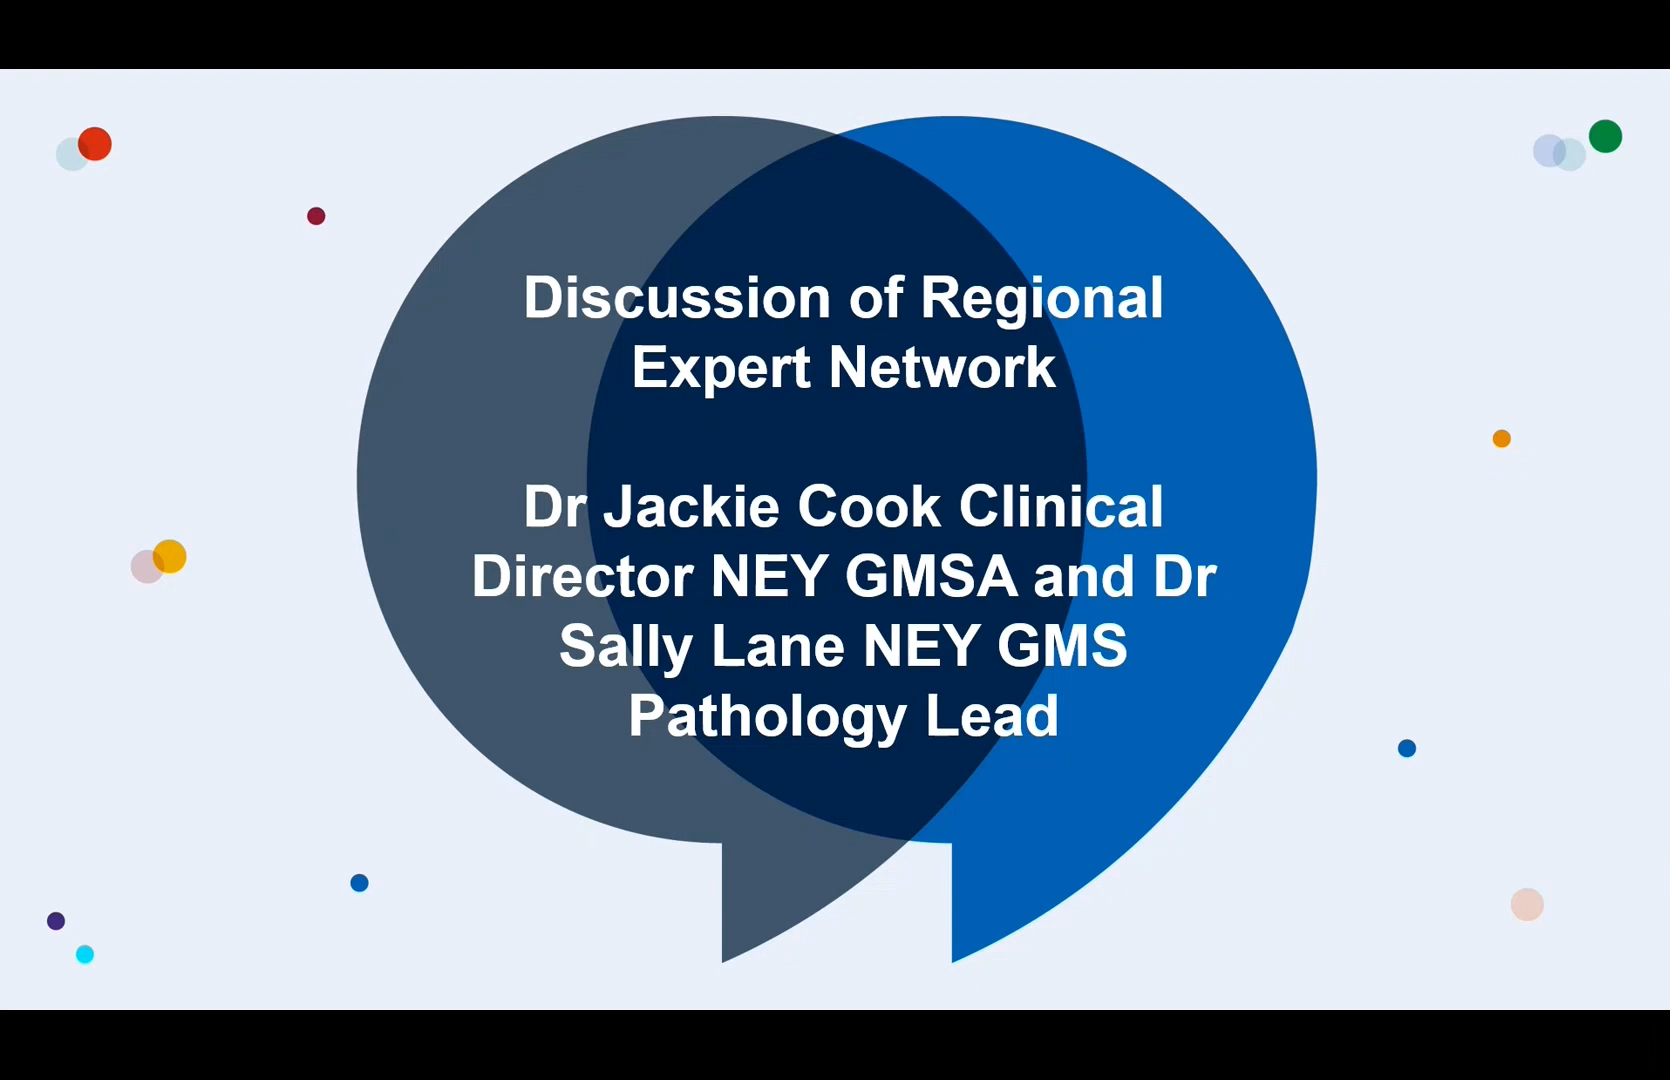 Discussion of Regional
Expert Network
Dr Jackie Cook Clinical
Director NEY GMSA and Dr
Sally Lane NEY GMS
Pathology Lead